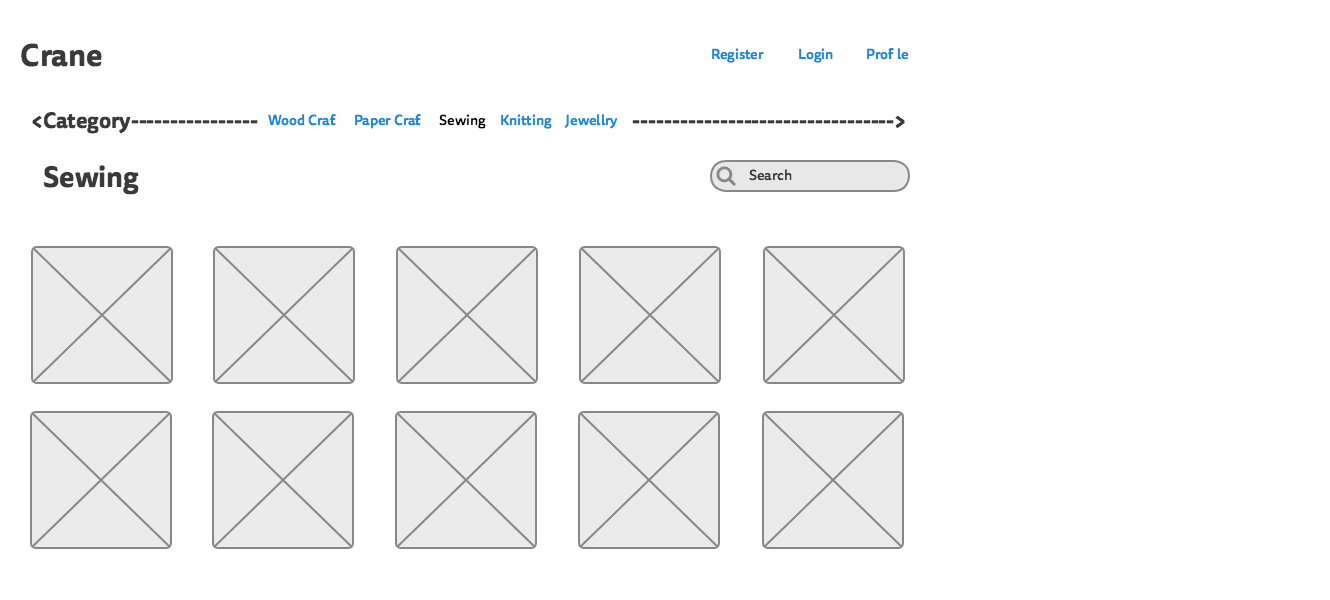 Crane
Register Login Prof le
<Category---------------- Wood Craf Paper Craf Sewing Knitting Jewellry --------------------------------->
Sewing
Search